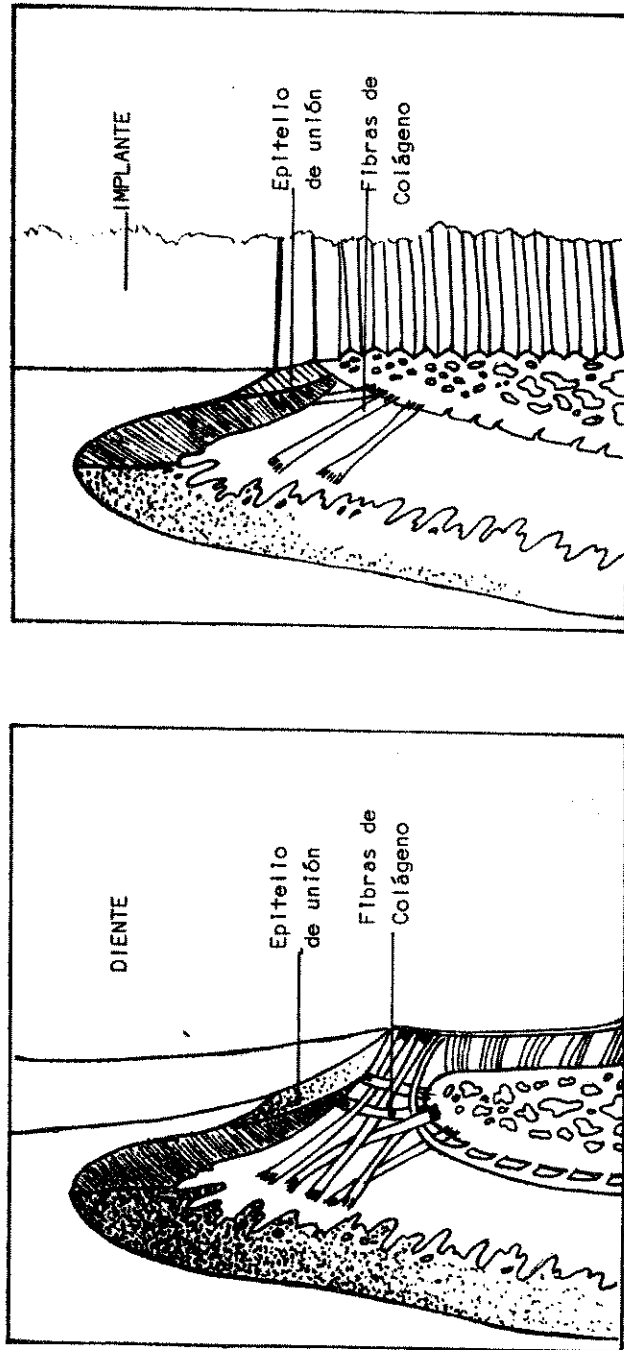 DIENTE
Epitelio
de unión
Fibras de
Colágeno
IMPLANTE
Epitelio
de unión
Fibras de
Colágeno